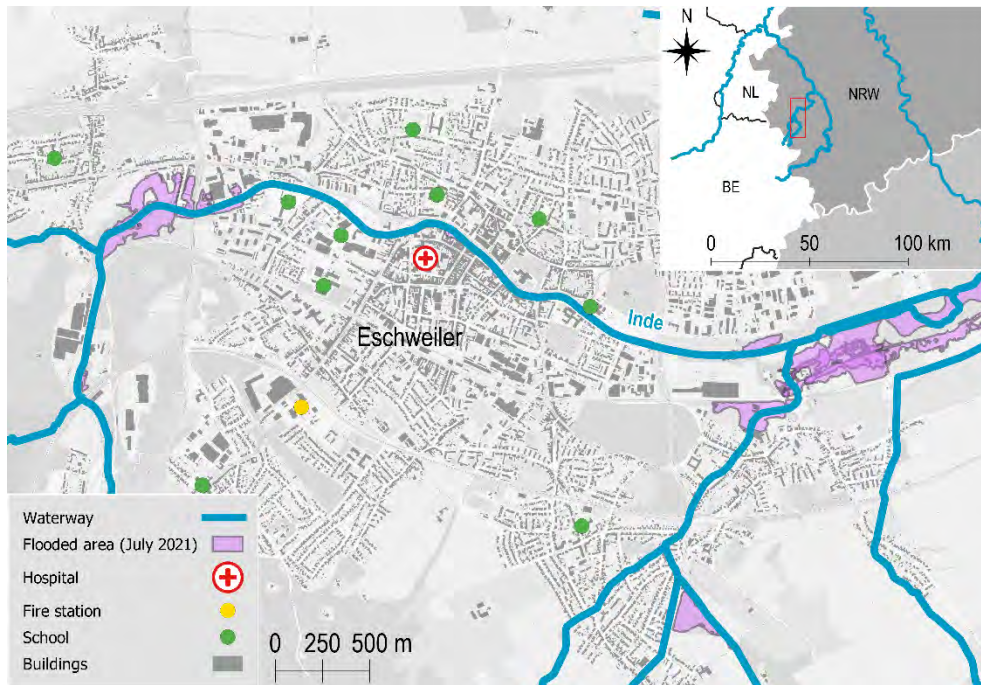 N
NL
NRW
BE
0 50 100 km
Inde
Eschweiler
Waterway
Flooded area (July 2021)
Hospital
Fire station
School
Buildings
0 250 500 m